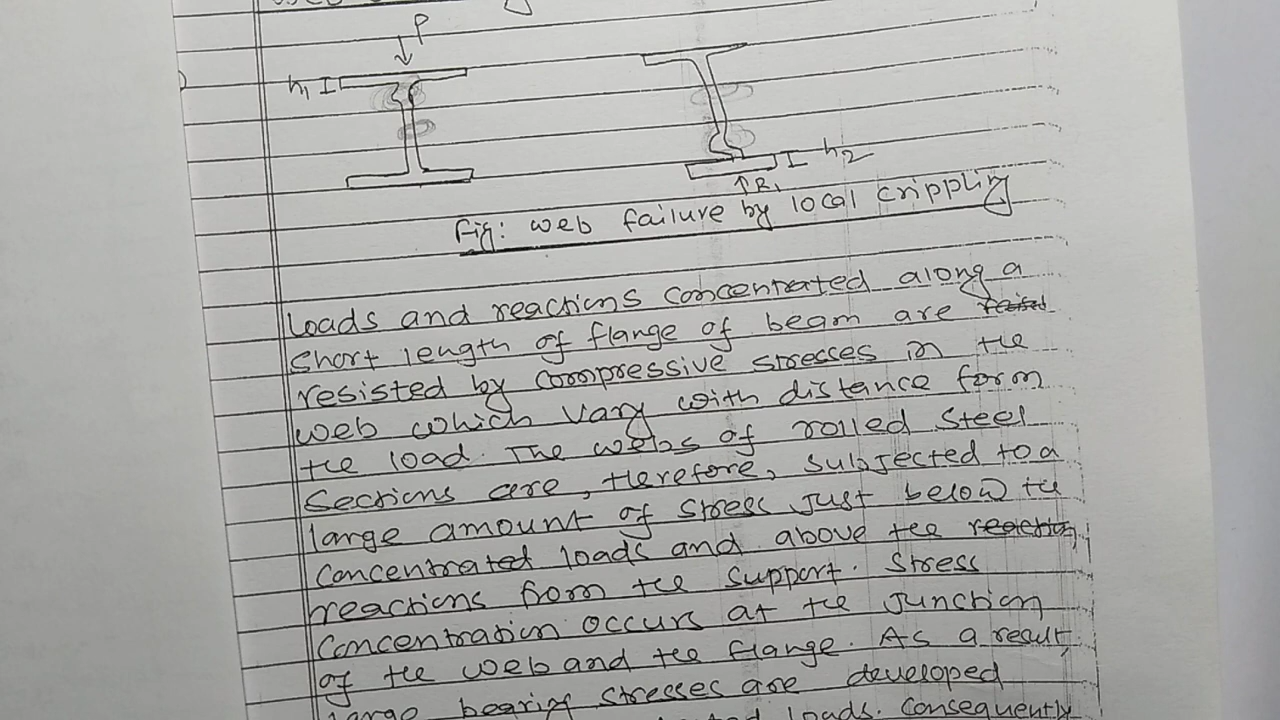 P
h₁ I
I h₂
↑R₁
Fig: web failure by local crippling
Loads and reactions concentrated along a
short length of flange of beam are
resisted by compressive stresses in the
web which vary with distance form
the load. The webs of rolled steel
sections are, therefore, subjected to a
large amount of stress just below the
concentrated loads and above the reaction
reactions from the support. Stress
concentration occurs at the junction
of the web and the flange. As a result,
large bearing stresses are developed
loads. Consequently